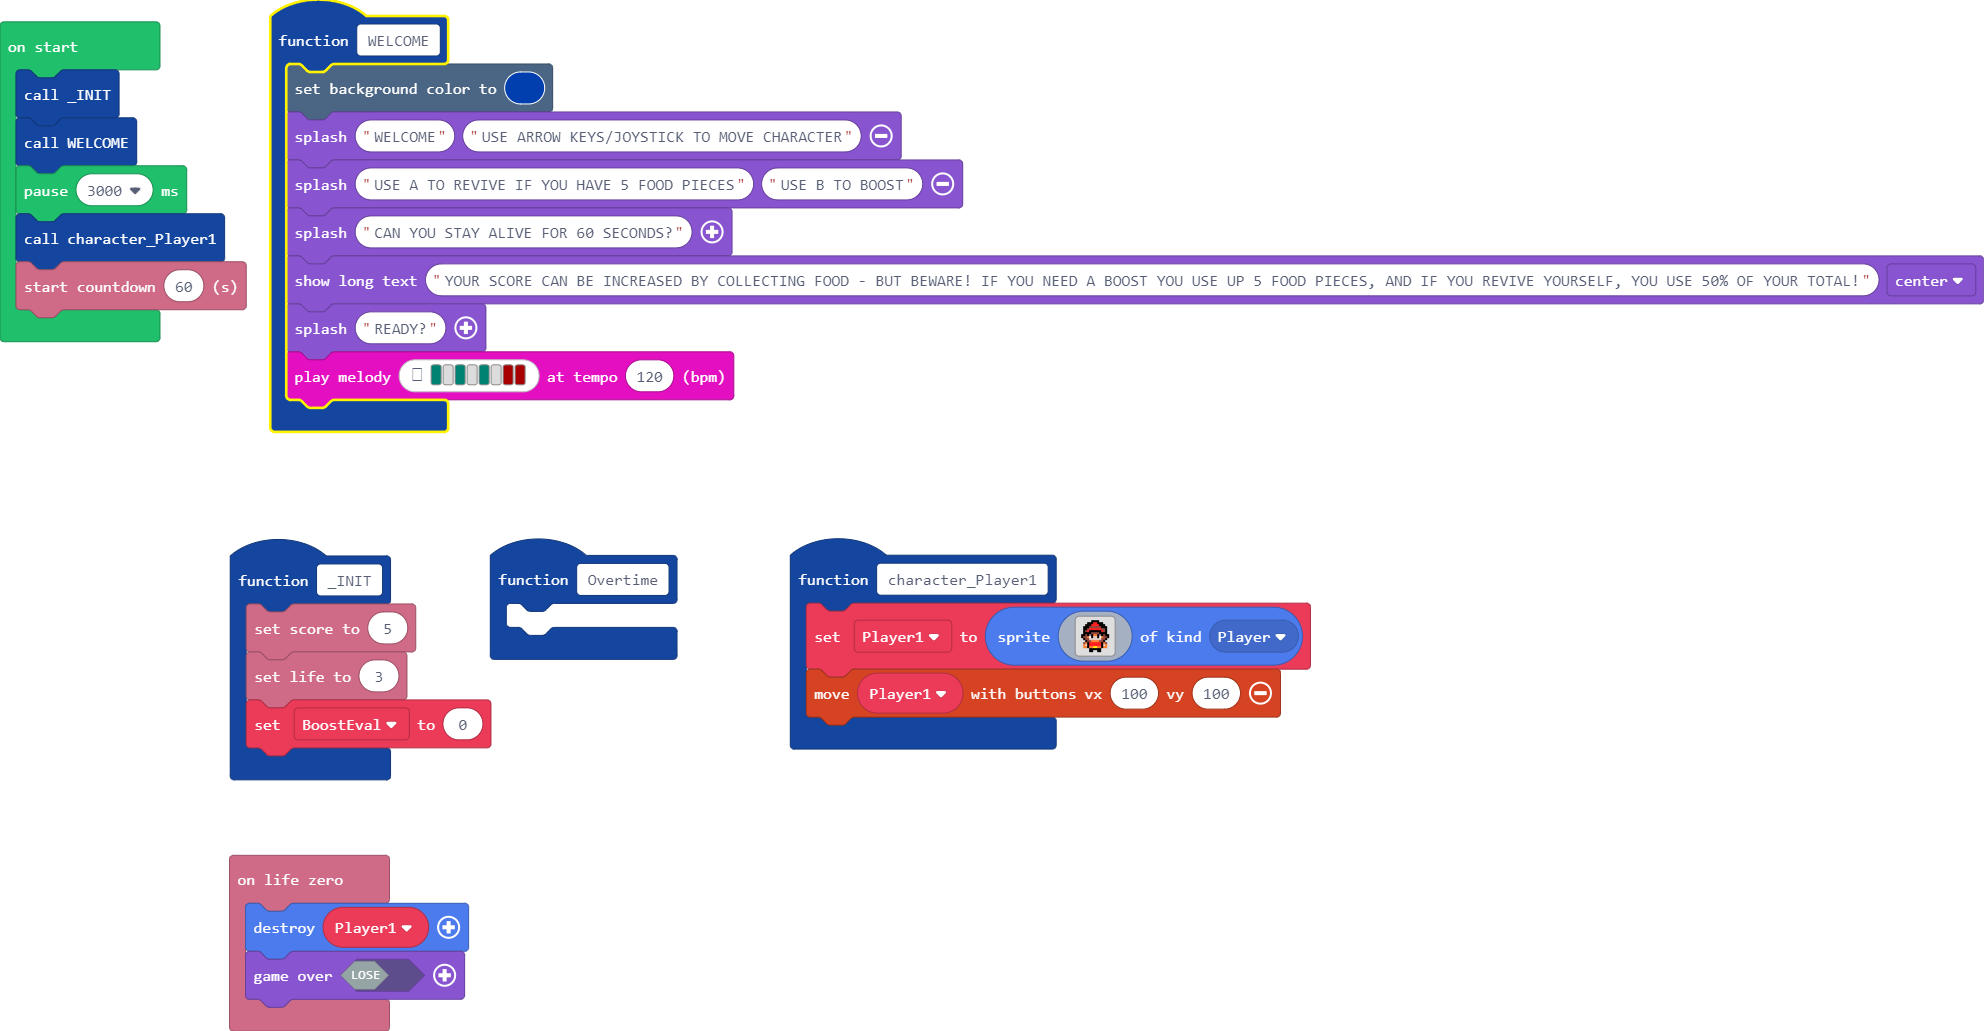 on start
call _INIT
call WELCOME
pause 3000 ms
call character_Player1
start countdown 60 (s)
function WELCOME
set background color to
splash "WELCOME" "USE ARROW KEYS/JOYSTICK TO MOVE CHARACTER"
splash "USE A TO REVIVE IF YOU HAVE 5 FOOD PIECES" "USE B TO BOOST"
splash "CAN YOU STAY ALIVE FOR 60 SECONDS?"
show long text "YOUR SCORE CAN BE INCREASED BY COLLECTING FOOD - BUT BEWARE! IF YOU NEED A BOOST YOU USE UP 5 FOOD PIECES, AND IF YOU REVIVE YOURSELF, YOU USE 50% OF YOUR TOTAL!" center
splash "READY?"
play melody at tempo 120 (bpm)
function _INIT
set score to 5
set life to 3
set BoostEval to 0
function Overtime
function character_Player1
set Player1 to sprite of kind Player
move Player1 with buttons vx 100 vy 100
on life zero
destroy Player1
game over LOSE